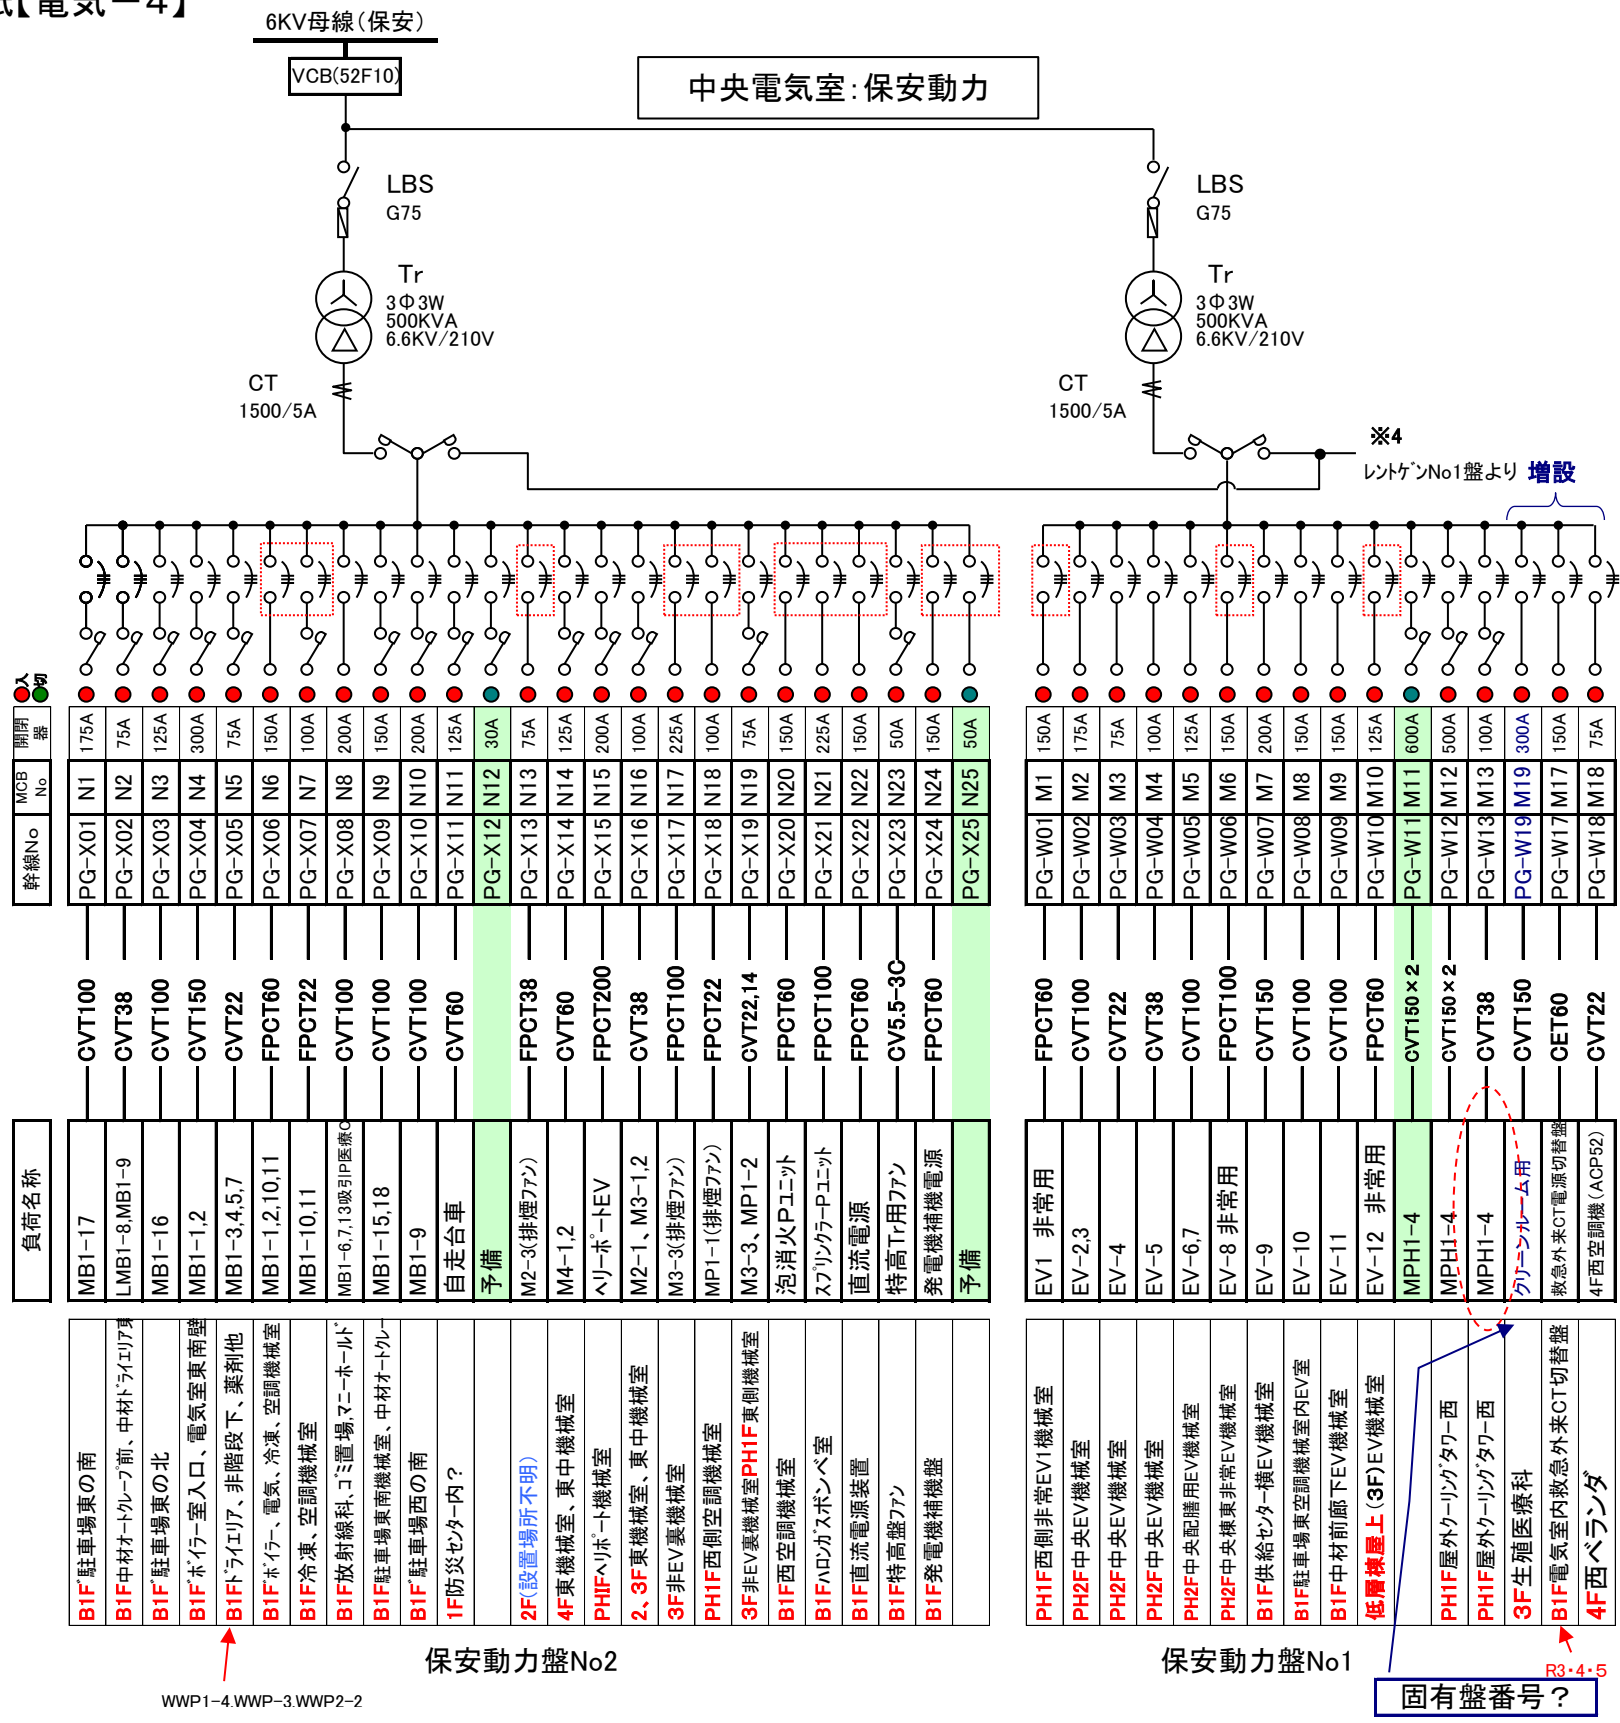 紙【電気－4】
6KV母線（保安）
VCB(52F10)
中央電気室：保安動力
LBS
G75
Tr
3Φ3W
500KVA
6.6KV/210V
CT
1500/5A
LBS
G75
Tr
3Φ3W
500KVA
6.6KV/210V
CT
1500/5A
※4
ﾚﾝﾄｹﾞﾝNo1盤より
増設
入
切
開閉器
175A 75A 125A 300A 75A 150A 100A 200A 150A 200A 125A 30A 75A 125A 200A 100A 225A 100A 75A 150A 225A 150A 50A 150A 50A
150A 175A 75A 100A 125A 150A 200A 150A 150A 125A 600A 500A 100A 300A 150A 75A
MCB No
N1 N2 N3 N4 N5 N6 N7 N8 N9 N10 N11 N12 N13 N14 N15 N16 N17 N18 N19 N20 N21 N22 N23 N24 N25
M1 M2 M3 M4 M5 M6 M7 M8 M9 M10 M11 M12 M13 M19 M17 M18
幹線No
PG-X01 PG-X02 PG-X03 PG-X04 PG-X05 PG-X06 PG-X07 PG-X08 PG-X09 PG-X10 PG-X11 PG-X12 PG-X13 PG-X14 PG-X15 PG-X16 PG-X17 PG-X18 PG-X19 PG-X20 PG-X21 PG-X22 PG-X23 PG-X24 PG-X25
PG-W01 PG-W02 PG-W03 PG-W04 PG-W05 PG-W06 PG-W07 PG-W08 PG-W09 PG-W10 PG-W11 PG-W12 PG-W13 PG-W19 PG-W17 PG-W18
CVT100 CVT38 CVT100 CVT150 CVT22 FPCT60 FPCT22 CVT100 CVT100 CVT100 CVT60 FPCT38 CVT60 FPCT200 CVT38 FPCT100 FPCT22 CVT22,14 FPCT60 FPCT100 FPCT60 CV5.5-3C FPCT60
FPCT60 CVT100 CVT22 CVT38 CVT100 FPCT100 CVT150 CVT100 CVT100 FPCT60 CVT150×2 CVT150×2 CVT38 CVT150 CET60 CVT22
負荷名称
MB1-17
LMB1-8,MB1-9
MB1-16
MB1-1,2
MB1-3,4,5,7
MB1-1,2,10,11
MB1-10,11
MB1-6,7,13吸引P医療C
MB1-15,18
MB1-9
自走台車
予備
M2-3(排煙ﾌｧﾝ)
M4-1,2
ﾍﾘｰﾎﾟｰﾄEV
M2-1、M3-1,2
M3-3(排煙ﾌｧﾝ)
MP1-1(排煙ﾌｧﾝ)
M3-3、MP1-2
泡消火Pﾕﾆｯﾄ
ｽﾌﾟﾘﾝｸﾗｰPﾕﾆｯﾄ
直流電源
特高Tr用ﾌｧﾝ
発電機補機電源
予備
EV1 非常用
EV-2,3
EV-4
EV-5
EV-6,7
EV-8 非常用
EV-9
EV-10
EV-11
EV-12 非常用
MPH1-4
MPH1=4
MPH1-4
ｸﾘｰﾝﾙｰﾑ用
救急外来CT電源切替盤
4F西空調機（ACP52）
B1F駐車場東の南
B1F中材ｵｰﾄｸﾚｰﾌﾞ前、中材ﾄﾞﾗｲｴﾘｱ東
B1F駐車場東の北
B1Fﾎﾞｲﾗｰ室入口、電気室東南壁
B1Fﾄﾞﾗｲｴﾘｱ、非階段下、薬剤他
B1Fﾎﾞｲﾗｰ、電気、冷凍、空調機械室
B1F冷凍、空調機械室
B1F放射線科、ｺﾞﾐ置場,ﾏﾆｰﾎｰﾙﾄﾞ
B1F駐車場東南機械室、中材ｵｰﾄｸﾚｰ
B1F駐車場西の南
1F防災ｾﾝﾀｰ内？
2F(設置場所不明)
4F東機械室、東中機械室
PHIFﾍﾘﾎﾟｰﾄ機械室
2、3F東機械室、東中機械室
3F非EV裏機械室
PH1F西側空調機械室
3F非EV裏機械室PH1F東側機械室
B1F西空調機械室
B1Fﾊﾛﾝｶﾞｽﾎﾞﾝﾍﾞ室
B1F直流電源装置
B1F特高盤ﾌｧﾝ
B1F発電機補機盤
PH1F西側非常EV1機械室
PH2F中央EV機械室
PH2F中央EV機械室
PH2F中央EV機械室
PH2F中央配膳用EV機械室
PH2F中央棟東非常EV機械室
B1F供給ｾﾝﾀｰ横EV機械室
B1F駐車場東空調機械室内EV室
B1F中材前廊下EV機械室
低層棟屋上（3F)EV機械室
PH1F屋外ｸｰﾘﾝｸﾞﾀﾜｰ西
PH1F屋外ｸｰﾘﾝｸﾞﾀﾜｰ西
3F生殖医療科
B1F電気室内救急外来CT切替盤
4F西ベランダ
保安動力盤No2
保安動力盤No1
WWP1-4.WWP-3.WWP2-2
R3・4・5
固有盤番号？